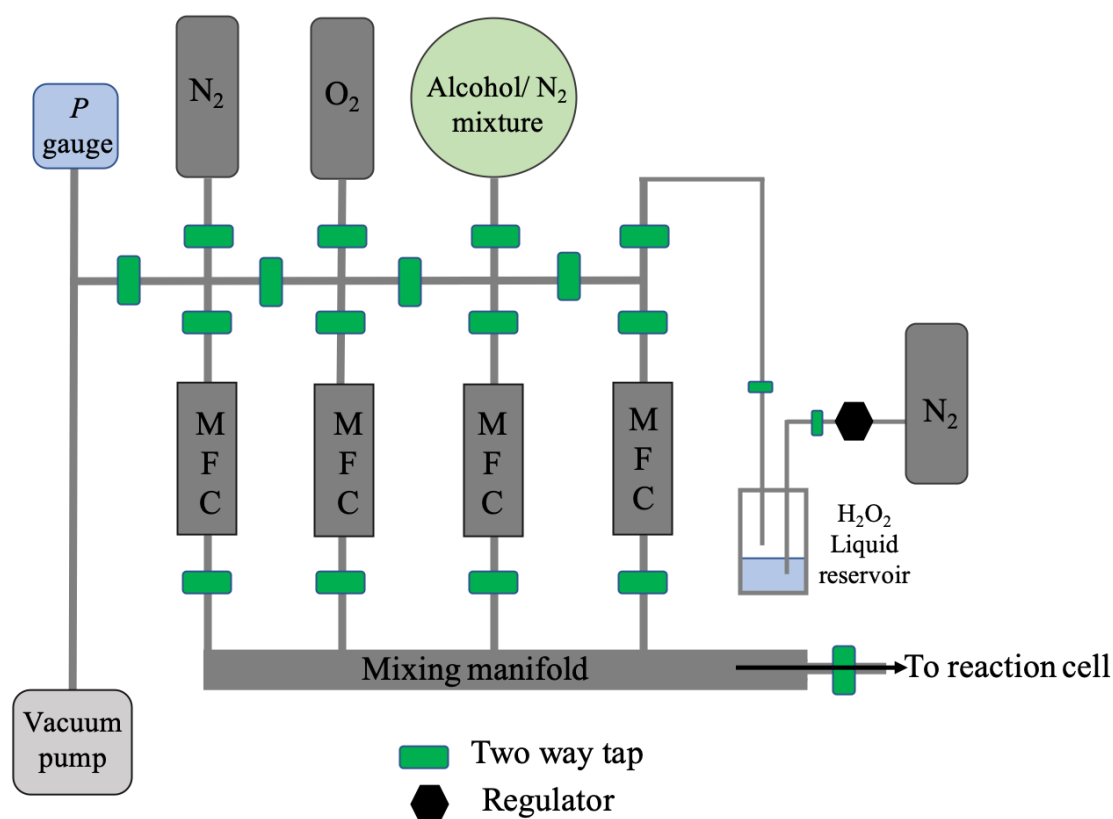 N₂
O₂
Alcohol/ N₂
mixture
P
gauge
M
F
C
M
F
C
M
F
C
M
F
C
N₂
H₂O₂
Liquid
reservoir
Mixing manifold
To reaction cell
Vacuum
pump
Two way tap
Regulator